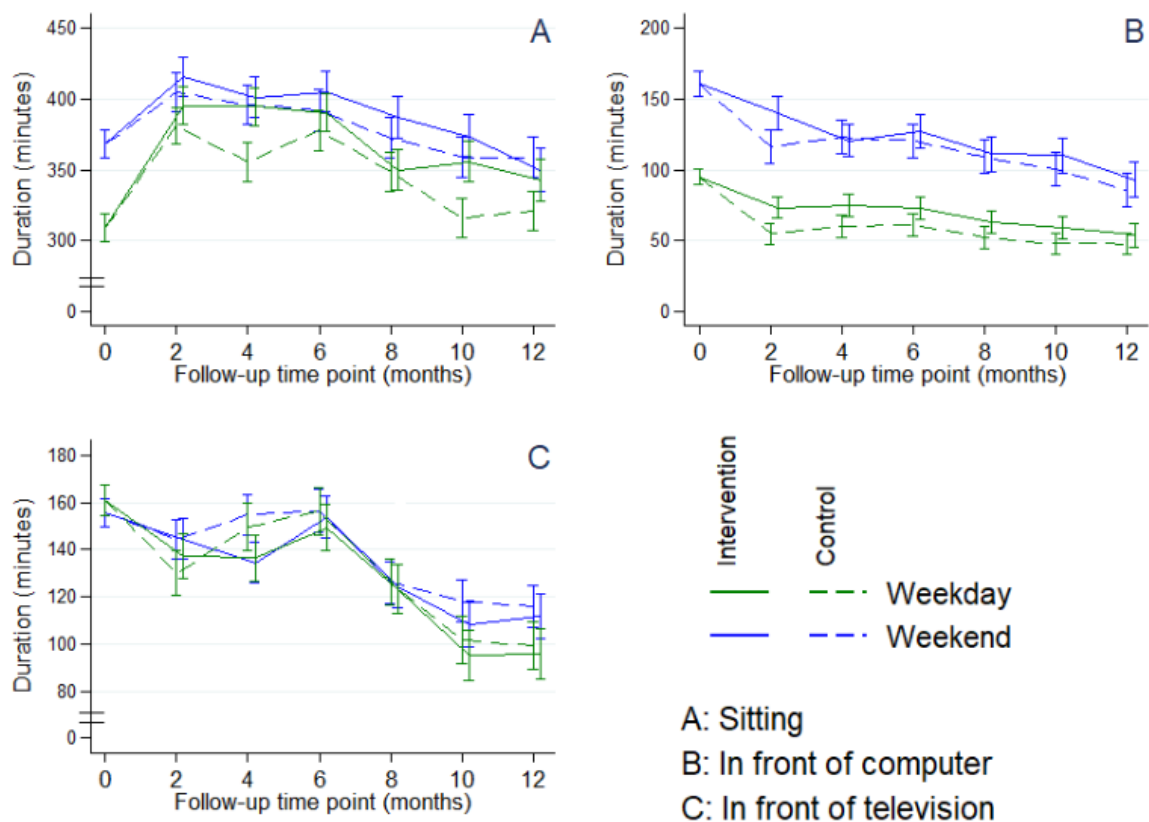 A
Duration (minutes)
450
400
350
300
0
0 2 4 6 8 10 12
Follow-up time point (months)
B
Duration (minutes)
200
150
100
50
0
0 2 4 6 8 10 12
Follow-up time point (months)
C
Duration (minutes)
180
160
140
120
100
80
0
0 2 4 6 8 10 12
Follow-up time point (months)
Intervention
Control
Weekday
Weekend
A: Sitting
B: In front of computer
C: In front of television